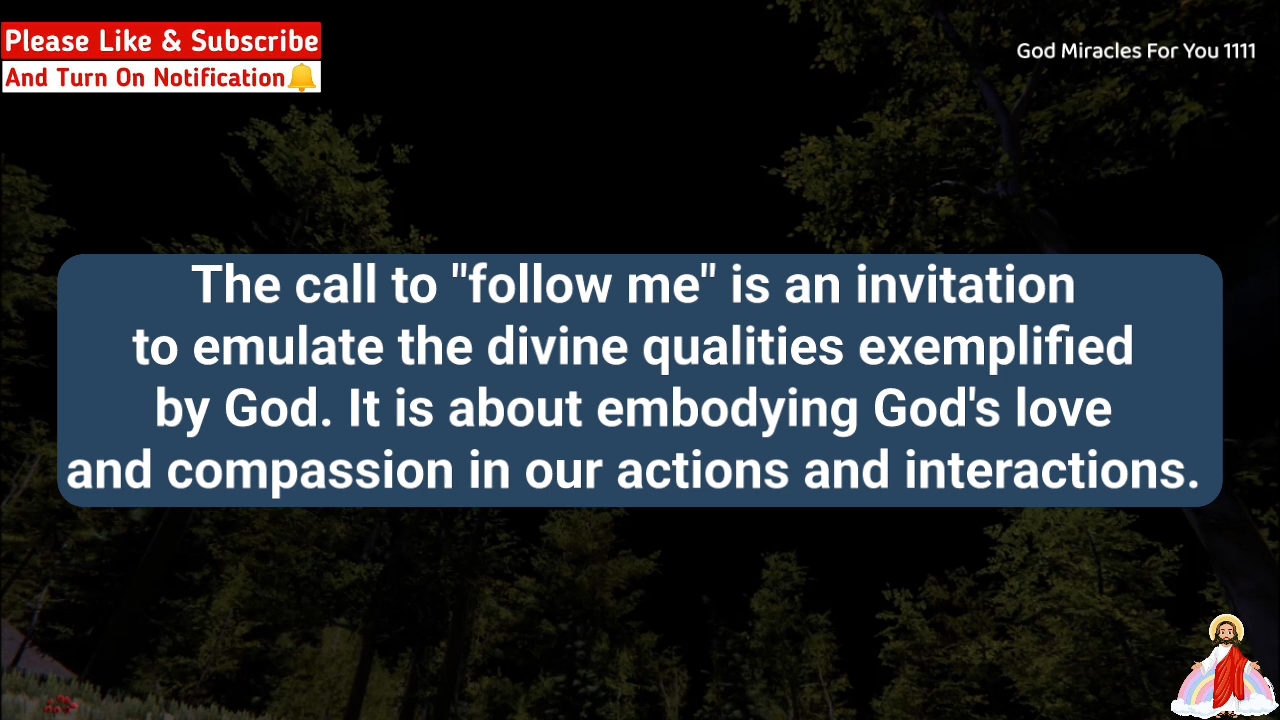 Please Like & Subscribe
And Turn On Notification
God Miracles For You 1111
The call to "follow me" is an invitation
to emulate the divine qualities exemplified
by God. It is about embodying God's love
and compassion in our actions and interactions.